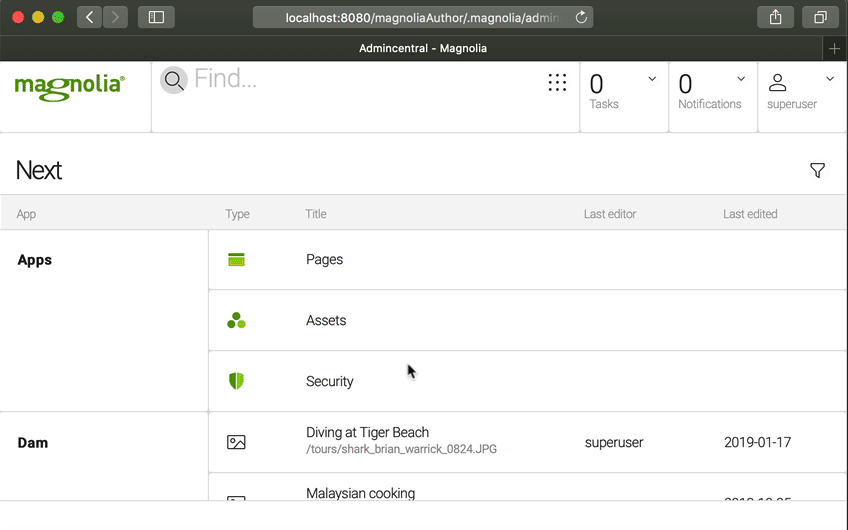 localhost:8080/magnoliaAuthor/.magnolia/admin
Admincentral - Magnolia
magnolia®
Find...
0
Tasks
0
Notifications
superuser
Next
App Type Title Last editor Last edited
Apps
Pages
Assets
Security
Dam
Diving at Tiger Beach
/tours/shark_brian_warrick_0824.JPG
superuser
2019-01-17
Malaysian cooking